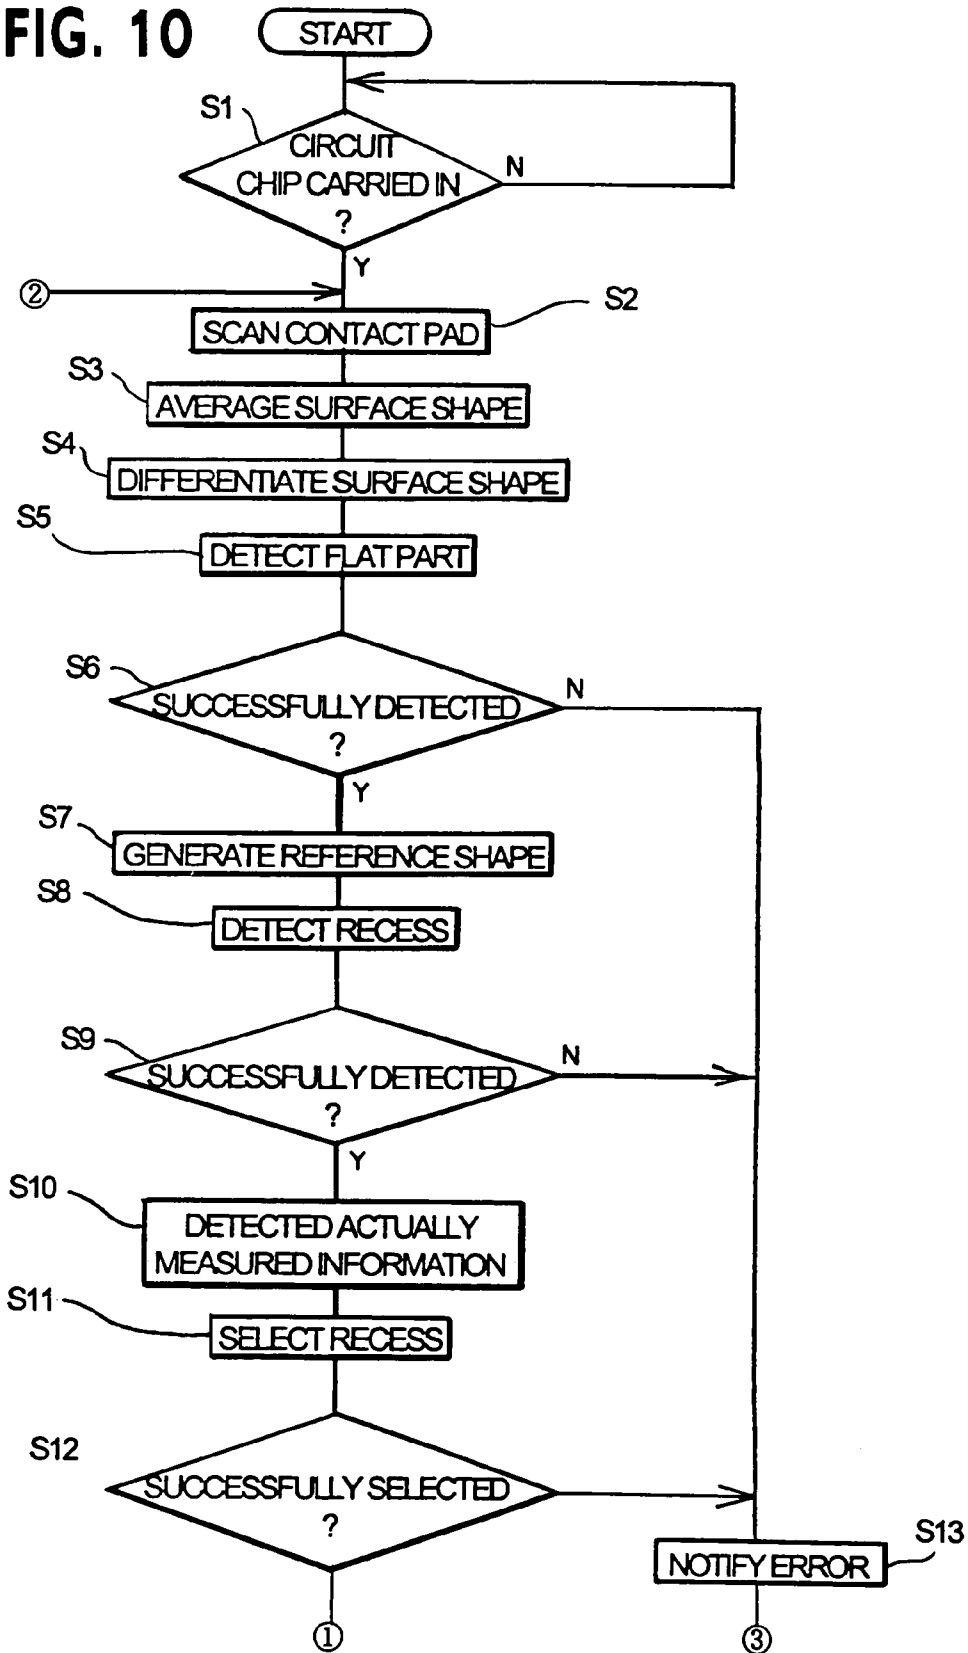 FIG. 10
START
S1
CIRCUIT
CHIP CARRIED IN
?
N
Y
②
S2
SCAN CONTACT PAD
S3
AVERAGE SURFACE SHAPE
S4
DIFFERENTIATE SURFACE SHAPE
S5
DETECT FLAT PART
S6
SUCCESSFULLY DETECTED
?
N
Y
S7
GENERATE REFERENCE SHAPE
S8
DETECT RECESS
S9
SUCCESSFULLY DETECTED
?
N
Y
S10
DETECTED ACTUALLY
MEASURED INFORMATION
S11
SELECT RECESS
S12
SUCCESSFULLY SELECTED
?
S13
NOTIFY ERROR
①
③